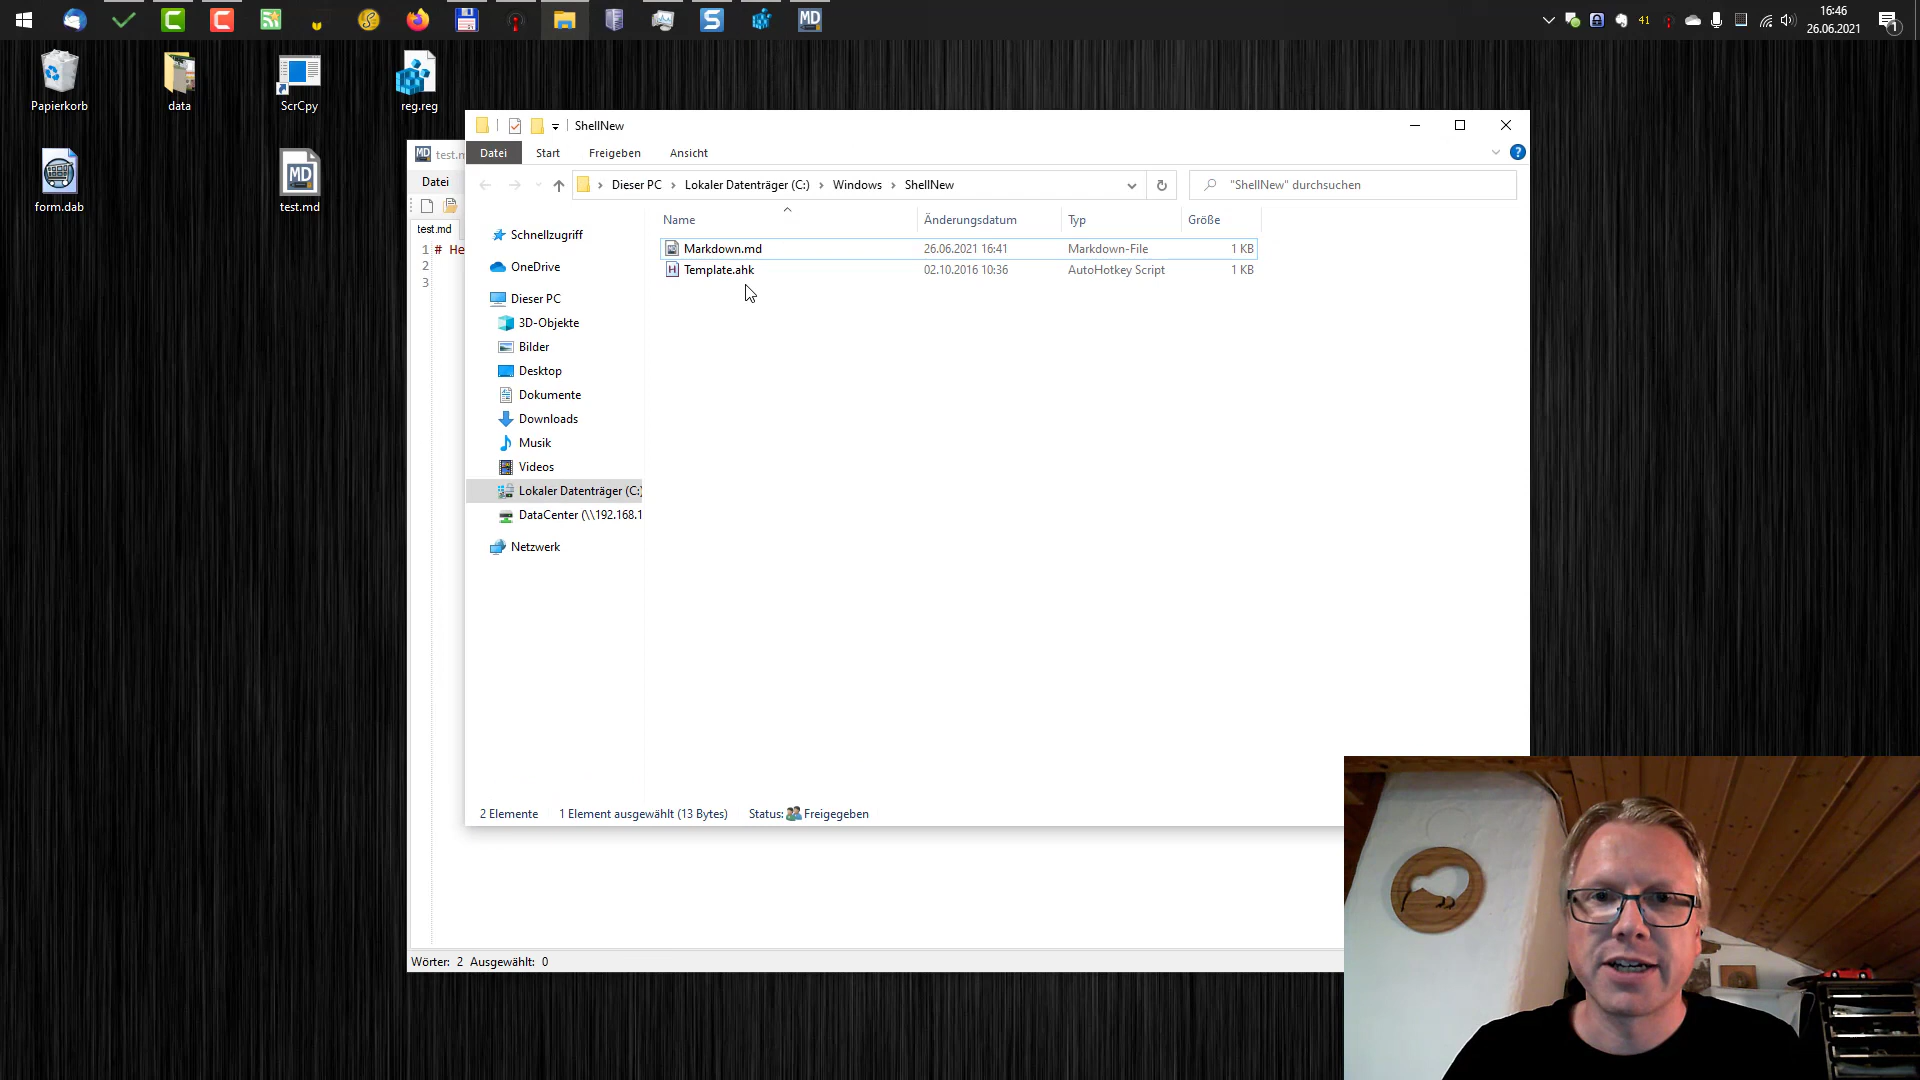 41
16:46
26.06.2021
1
Papierkorb
data
ScrCpy
reg.reg
form.dab
MD
test.md
ShellNew
Datei
Start
Freigeben
Ansicht
Dieser PC
Lokaler Datenträger (C:)
Windows
ShellNew
"ShellNew" durchsuchen
Name
Änderungsdatum
Typ
Größe
Markdown.md
26.06.2021 16:41
Markdown-File
1 KB
Template.ahk
02.10.2016 10:36
AutoHotkey Script
1 KB
Schnellzugriff
OneDrive
Dieser PC
3D-Objekte
Bilder
Desktop
Dokumente
Downloads
Musik
Videos
Lokaler Datenträger (C:)
DataCenter (\\192.168.1
Netzwerk
2 Elemente
1 Element ausgewählt (13 Bytes)
Status:
Freigegeben
MD
test.n
Datei
test.md
1 # He
2
3
Wörter: 2 Ausgewählt: 0